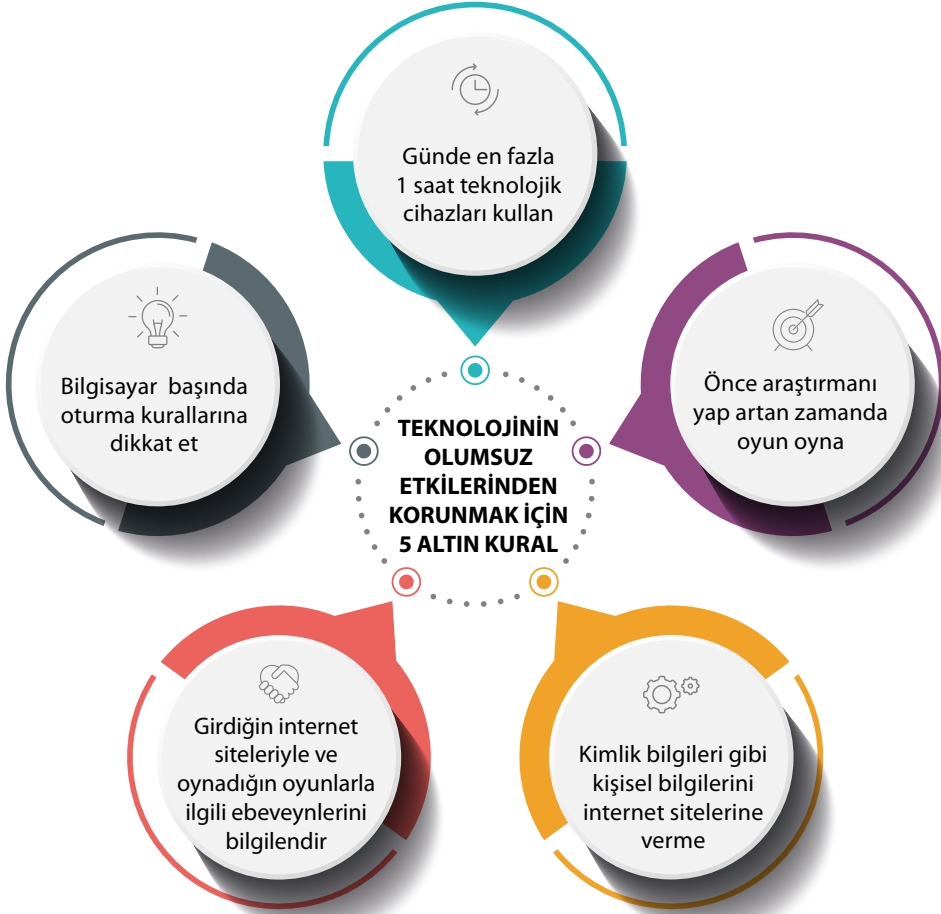 Günde en fazla
1 saat teknolojik
cihazları kullan
Bilgisayar başında
oturma kurallarına
dikkat et
Önce araştırmanı
yap artan zamanda
oyun oyna
TEKNOLOJİNİN
OLUMSUZ
ETKİLERİNDEN
KORUNMAK İÇİN
5 ALTIN KURAL
Girdiğin internet
siteleriyle ve
oynadığın oyunlarla
ilgili ebeveynlerini
bilgilendir
Kimlik bilgileri gibi
kişisel bilgilerini
internet sitelerine
verme